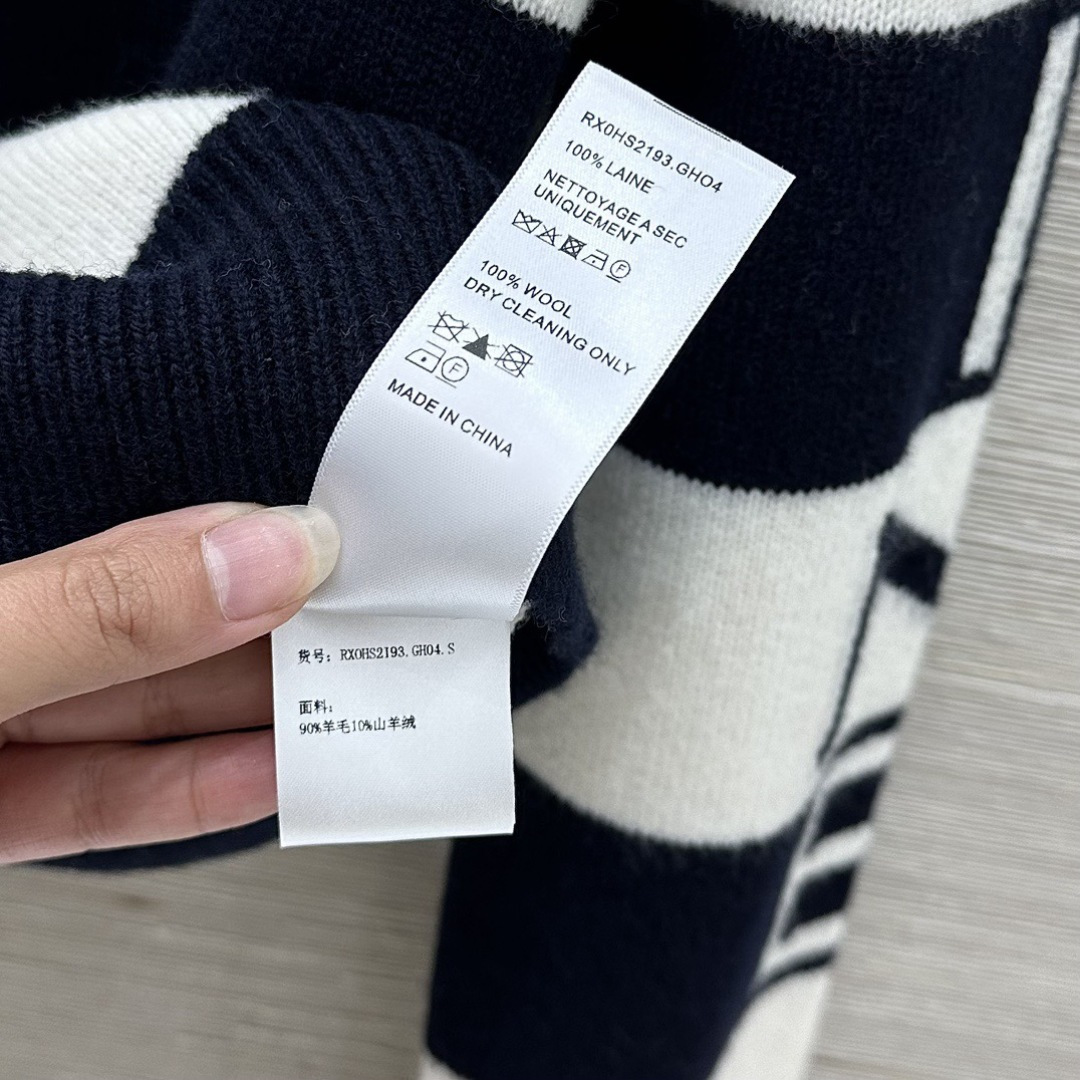 RX0HS2193.GH04
100% LAINE
NETTOYAGE A SEC
UNIQUEMENT
F
100% WOOL
DRY CLEANING ONLY
F
MADE IN CHINA
货号: RX0HS2193.GH04.S
面料:
90%羊毛10%山羊绒